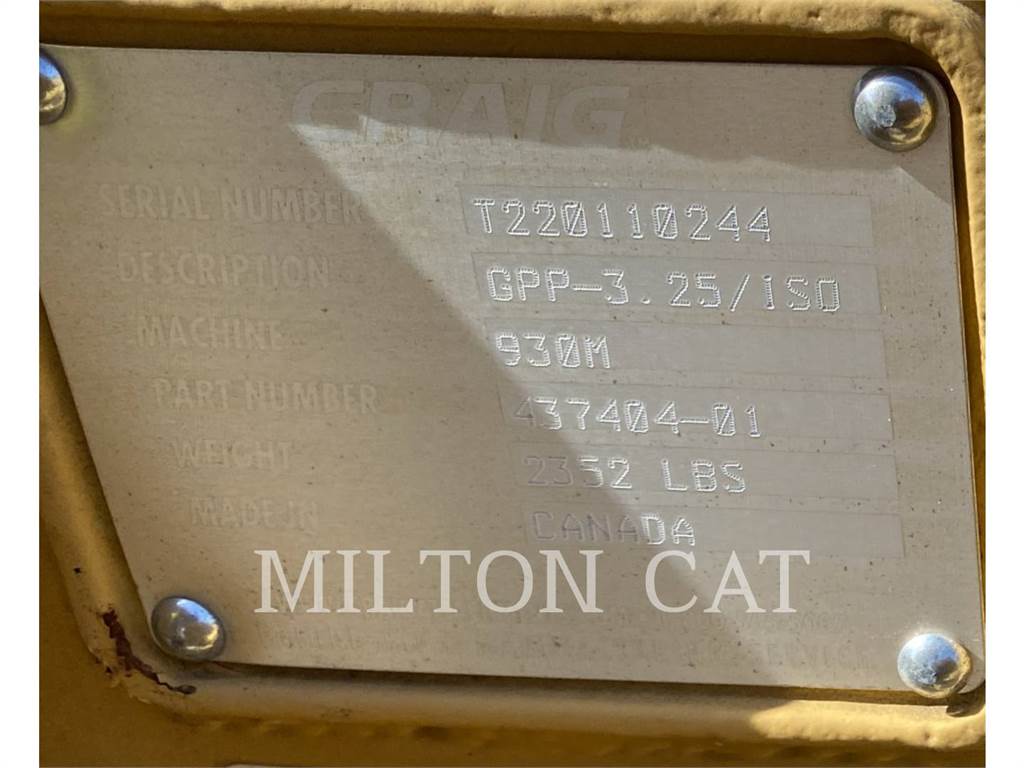 CRAIG
SERIAL NUMBER T220110244
DESCRIPTION GPP-3.25/ISO
MACHINE 930M
PART NUMBER 437404-01
WEIGHT 2352 LBS
MADE IN CANADA
MILTON CAT